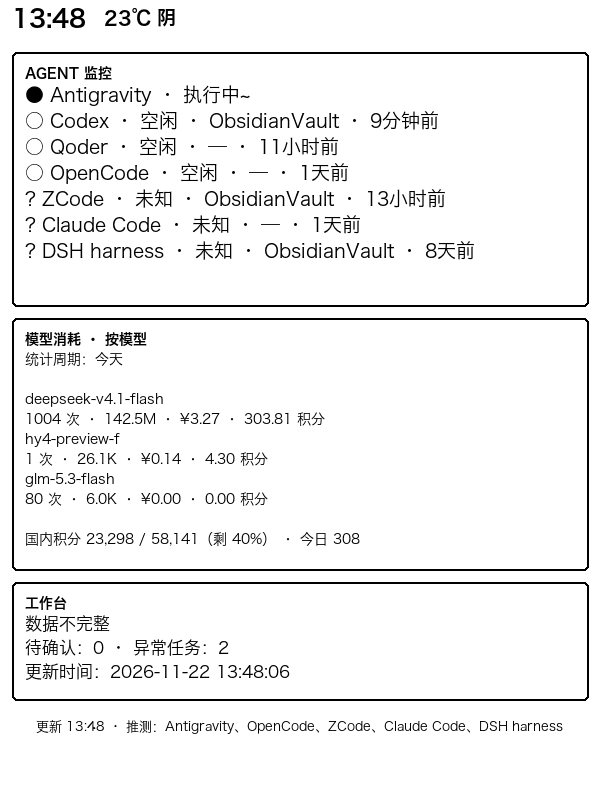 13:48 23℃ 阴
AGENT 监控
● Antigravity · 执行中~
○ Codex · 空闲 · ObsidianVault · 9分钟前
○ Qoder · 空闲 · — · 11小时前
○ OpenCode · 空闲 · — · 1天前
? ZCode · 未知 · ObsidianVault · 13小时前
? Claude Code · 未知 · — · 1天前
? DSH harness · 未知 · ObsidianVault · 8天前
模型消耗 · 按模型
统计周期：今天
deepseek-v4.1-flash
1004 次 · 142.5M · ¥3.27 · 303.81 积分
hy4-preview-f
1 次 · 26.1K · ¥0.14 · 4.30 积分
glm-5.3-flash
80 次 · 6.0K · ¥0.00 · 0.00 积分
国内积分 23,298 / 58,141（剩 40%） · 今日 308
工作台
数据不完整
待确认：0 · 异常任务：2
更新时间：2026-11-22 13:48:06
更新 13:48 · 推测：Antigravity、OpenCode、ZCode、Claude Code、DSH harness